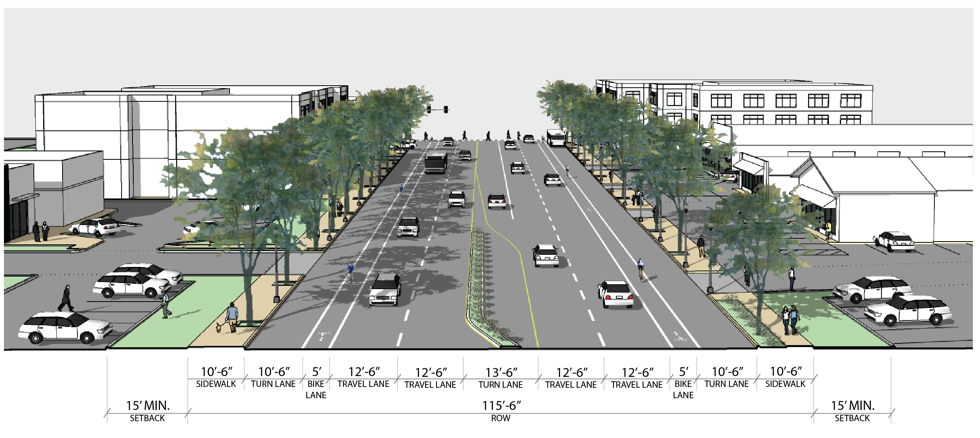 10'-6" 10'-6" 5' 12'-6" 12'-6" 13'-6" 12'-6" 12'-6" 5' 10'-6" 10'-6"
SIDEWALK TURN LANE BIKE LANE TRAVEL LANE TRAVEL LANE TURN LANE TRAVEL LANE TRAVEL LANE BIKE LANE TURN LANE SIDEWALK
15' MIN. 115'-6" 15' MIN.
SETBACK ROW SETBACK